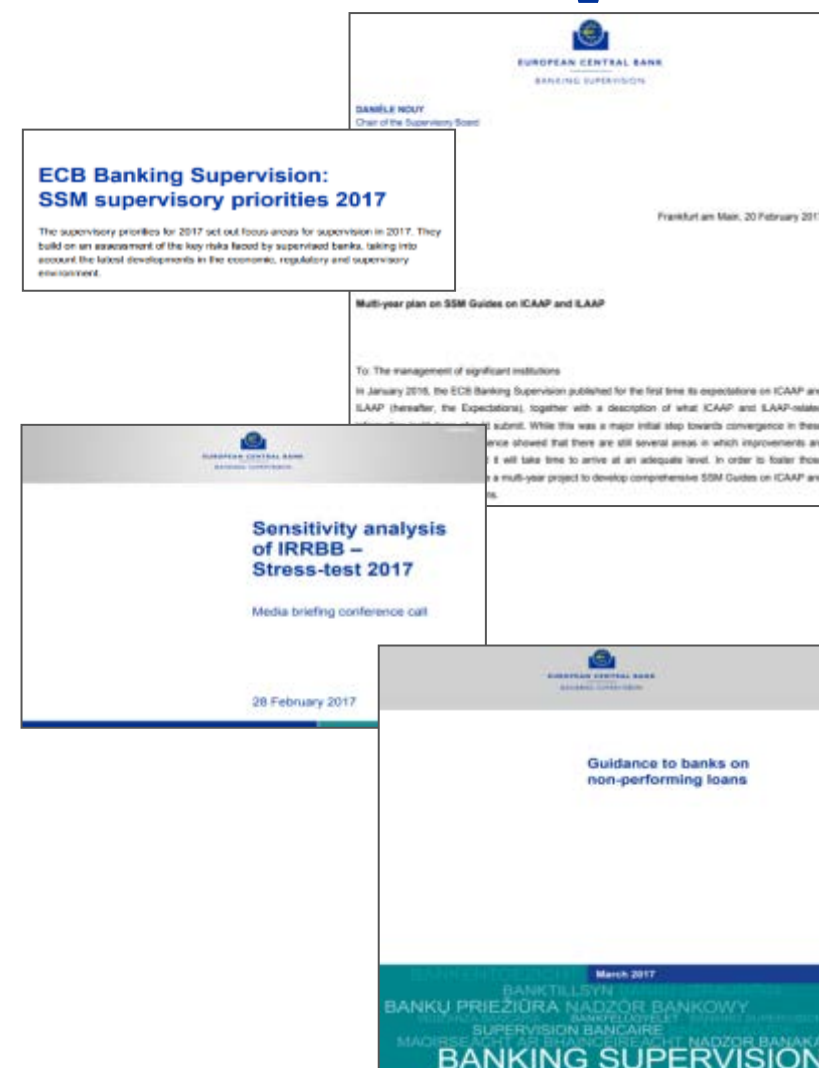 EUROPEAN CENTRAL BANK
BANKING SUPERVISION
DANIÈLE NOUY
Chair of the Supervisory Board
ECB Banking Supervision:
SSM supervisory priorities 2017
The supervisory priorities for 2017 set out focus areas for supervision in 2017. They
build on an assessment of the key risks faced by supervised banks, taking into
account the latest developments in the economic, regulatory and supervisory
environment.
Frankfurt am Main, 20 February 2017
Multi-year plan on SSM Guides on ICAAP and ILAAP
To: The management of significant institutions
In January 2016, the ECB Banking Supervision published for the first time its expectations on ICAAP and
ILAAP (hereafter, the Expectations), together with a description of what ICAAP and ILAAP-related
submit. While this was a major initial step towards convergence in these
ence showed that there are still several areas in which improvements are
it will take time to arrive at an adequate level. In order to foster those
a multi-year project to develop comprehensive SSM Guides on ICAAP and
EUROPEAN CENTRAL BANK
BANKING SUPERVISION
Sensitivity analysis
of IRRBB –
Stress-test 2017
Media briefing conference call
28 February 2017
EUROPEAN CENTRAL BANK
BANKING SUPERVISION
Guidance to banks on
non-performing loans
March 2017
BANKTILLSYN
BANKŲ PRIEŽIŪRA NADZÓR BANKOWY
BANKFELÜGYELET
SUPERVISION BANCAIRE
MAOIRSEACHT AR BHAINCÉIREACHT NADZOR BANAKA
BANKING SUPERVISION